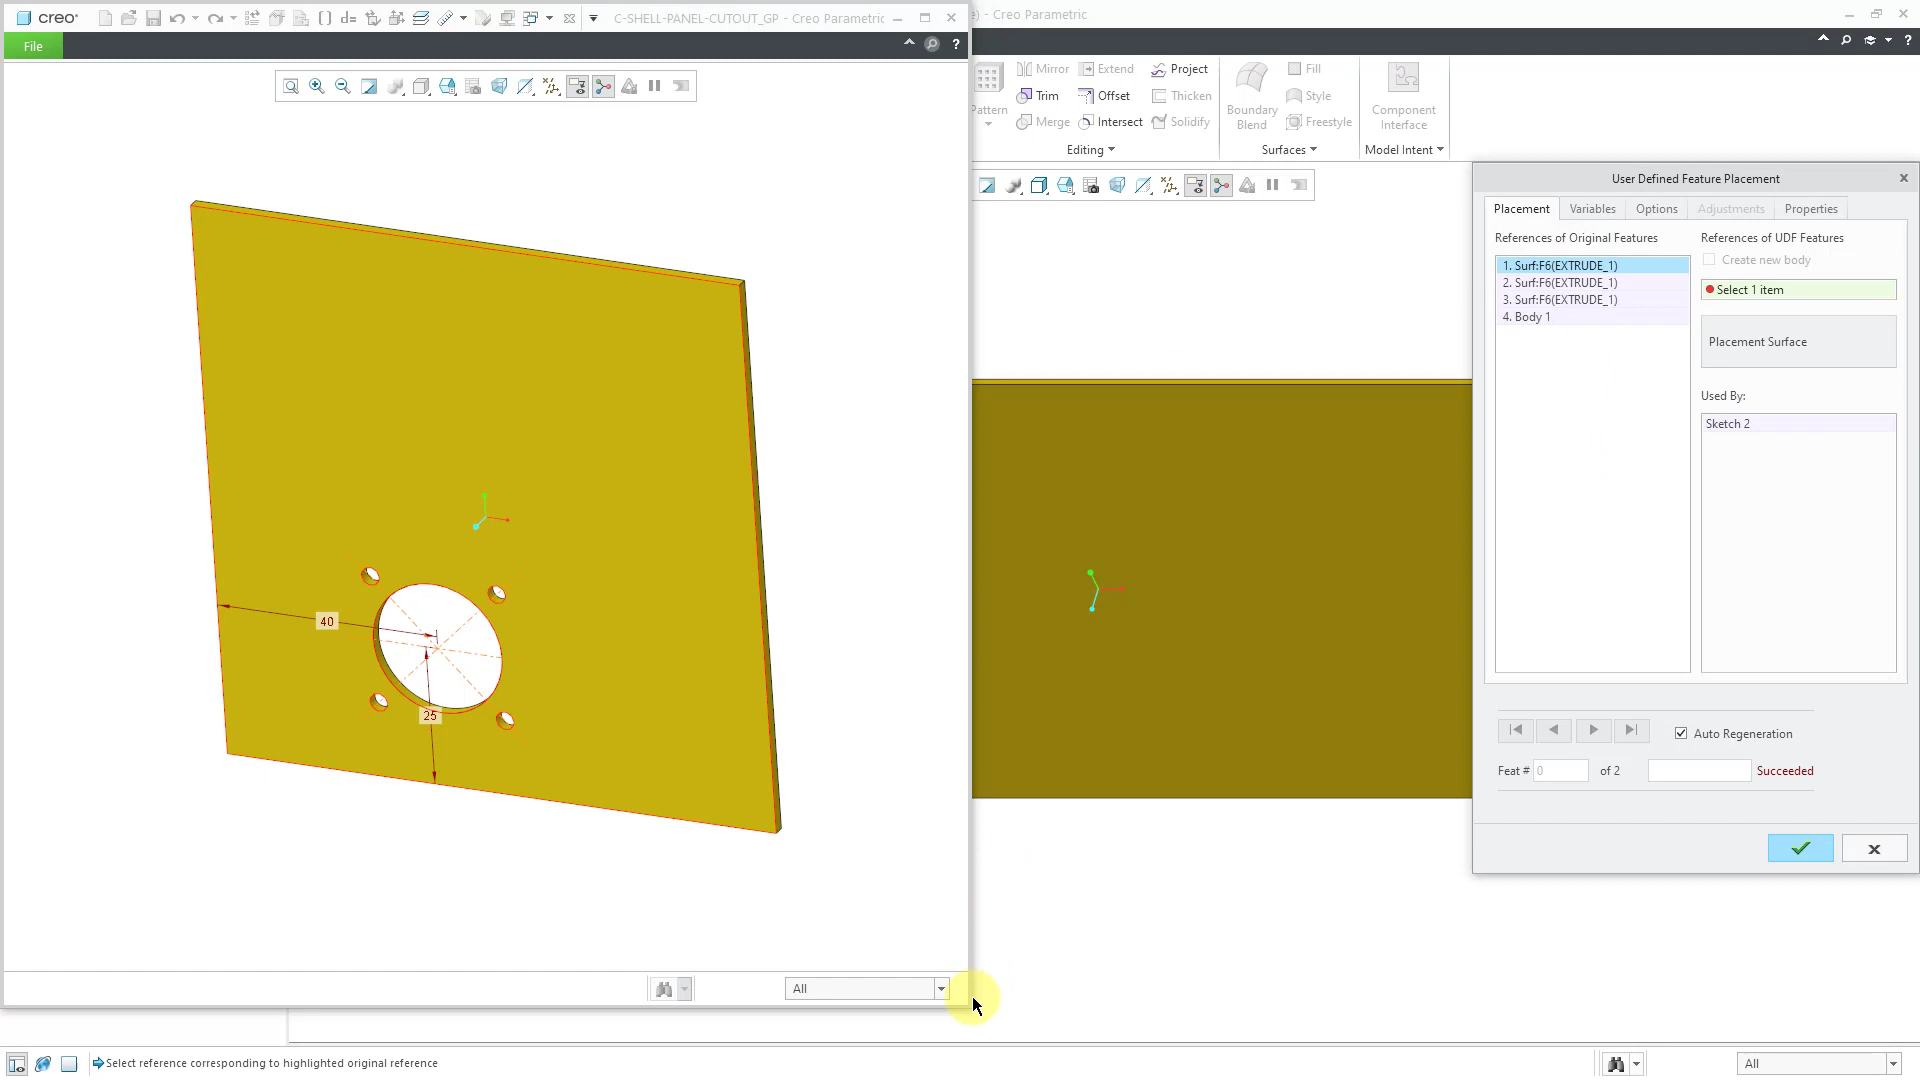 creo
C-SHELL-PANEL-CUTOUT_GP - Creo Parametric
e) - Creo Parametric
File
?
?
Mirror
Extend
Project
Fill
Trim
Offset
Thicken
Style
Merge
Intersect
Solidify
Freestyle
Pattern
Boundary
Blend
Component
Interface
Editing
Surfaces
Model Intent
User Defined Feature Placement
Placement
Variables
Options
Adjustments
Properties
References of Original Features
References of UDF Features
Create new body
1. Surf:F6(EXTRUDE_1)
2. Surf:F6(EXTRUDE_1)
3. Surf:F6(EXTRUDE_1)
4. Body 1
Select 1 item
Placement Surface
Used By:
Sketch 2
40
25
Auto Regeneration
Feat #
0
of 2
Succeeded
All
Select reference corresponding to highlighted original reference
All